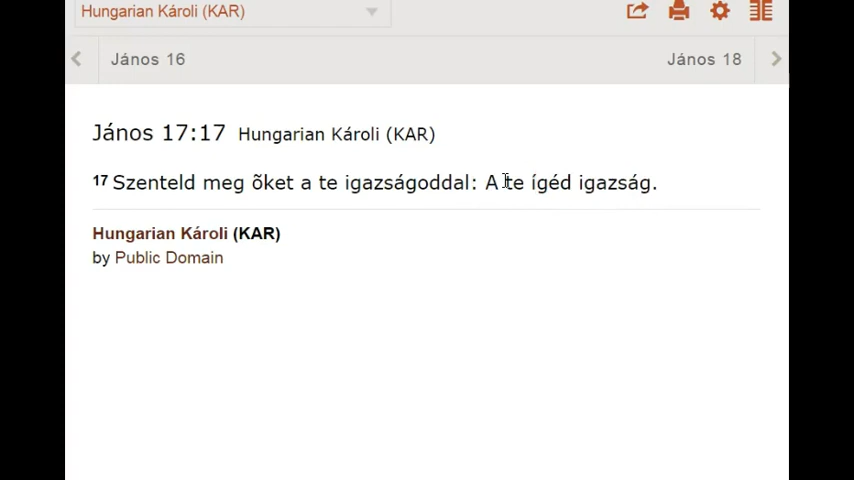 Hungarian Károli (KAR)
János 16
János 18
János 17:17 Hungarian Károli (KAR)
17 Szenteld meg õket a te igazságoddal: A te ígéd igazság.
Hungarian Károli (KAR)
by Public Domain